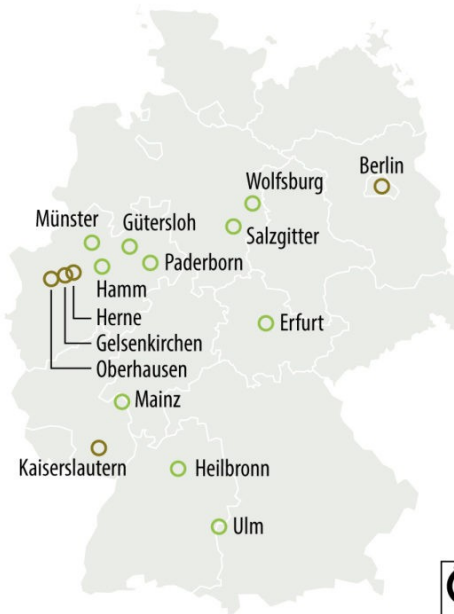 Berlin
Wolfsburg
Münster
Gütersloh
Salzgitter
Paderborn
Hamm
Herne
Erfurt
Gelsenkirchen
Oberhausen
Mainz
Kaiserslautern
Heilbronn
Ulm